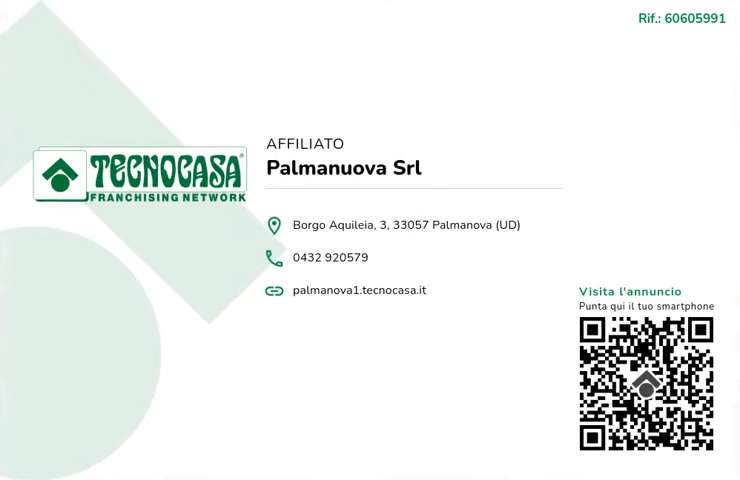 Rif.: 60605991
TECNOCASA®
FRANCHISING NETWORK
AFFILIATO
Palmanuova Srl
Borgo Aquileia, 3, 33057 Palmanova (UD)
0432 920579
palmanova1.tecnocasa.it
Visita l'annuncio
Punta qui il tuo smartphone